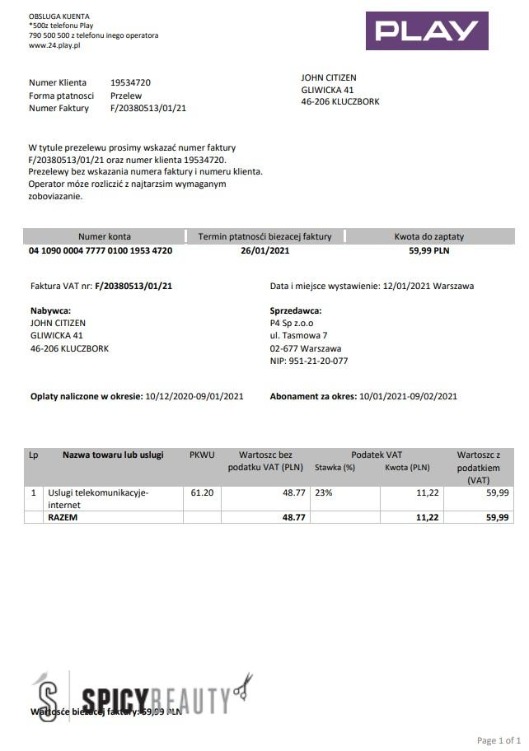 OBSLUGA KUENTA
*500z telefonu Play
790 500 500 z telefonu inego operatora
www.24.play.pl
PLAY
Numer Klienta 19534720
Forma ptatnosci Przelew
Numer Faktury F/20380513/01/21
JOHN CITIZEN
GLIWICKA 41
46-206 KLUCZBORK
W tytule prezelewu prosimy wskazać numer faktury
F/20380513/01/21 oraz numer klienta 19534720.
Prezelewy bez wskazania numera faktury i numeru klienta.
Operator móze rozliczić z najtarzsim wymaganym
zoboviazanie.
Numer konta Termin ptatnosći biezacej faktury Kwota do zaptaty
04 1090 0004 7777 0100 1953 4720 26/01/2021 59,99 PLN
Faktura VAT nr: F/20380513/01/21 Data i miejsce wystawienie: 12/01/2021 Warszawa
Nabywca:
JOHN CITIZEN
GLIWICKA 41
46-206 KLUCZBORK
Sprzedawca:
P4 Sp z.o.o
ul. Tasmowa 7
02-677 Warszawa
NIP: 951-21-20-077
Oplaty naliczone w okresie: 10/12/2020-09/01/2021 Abonament za okres: 10/01/2021-09/02/2021
Lp Nazwa towaru lub uslugi PKWU Wartoszc bez podatku VAT (PLN) Podatek VAT Stawka (%) Kwota (PLN) Wartoszc z podatkiem (VAT)
1 Uslugi telekomunikacyje-internet 61.20 48.77 23% 11,22 59,99
RAZEM 48.77 11,22 59,99
SPICYBEAUTY
Wartosće bieżacej faktury: 59,99 PLN
Page 1 of 1